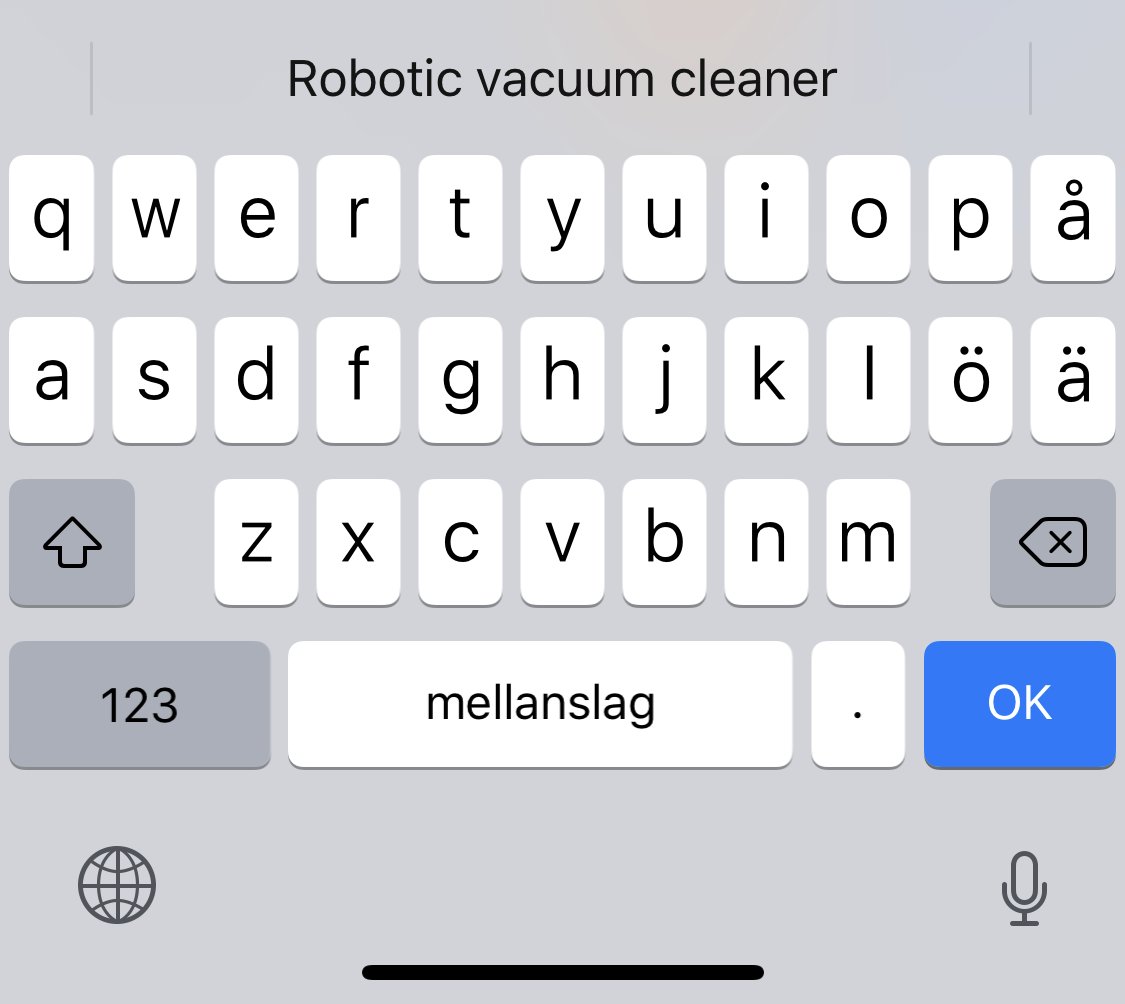 Robotic vacuum cleaner
q w e r t y u i o p å
a s d f g h j k l ö ä
z x c v b n m
123 mellanslag . OK